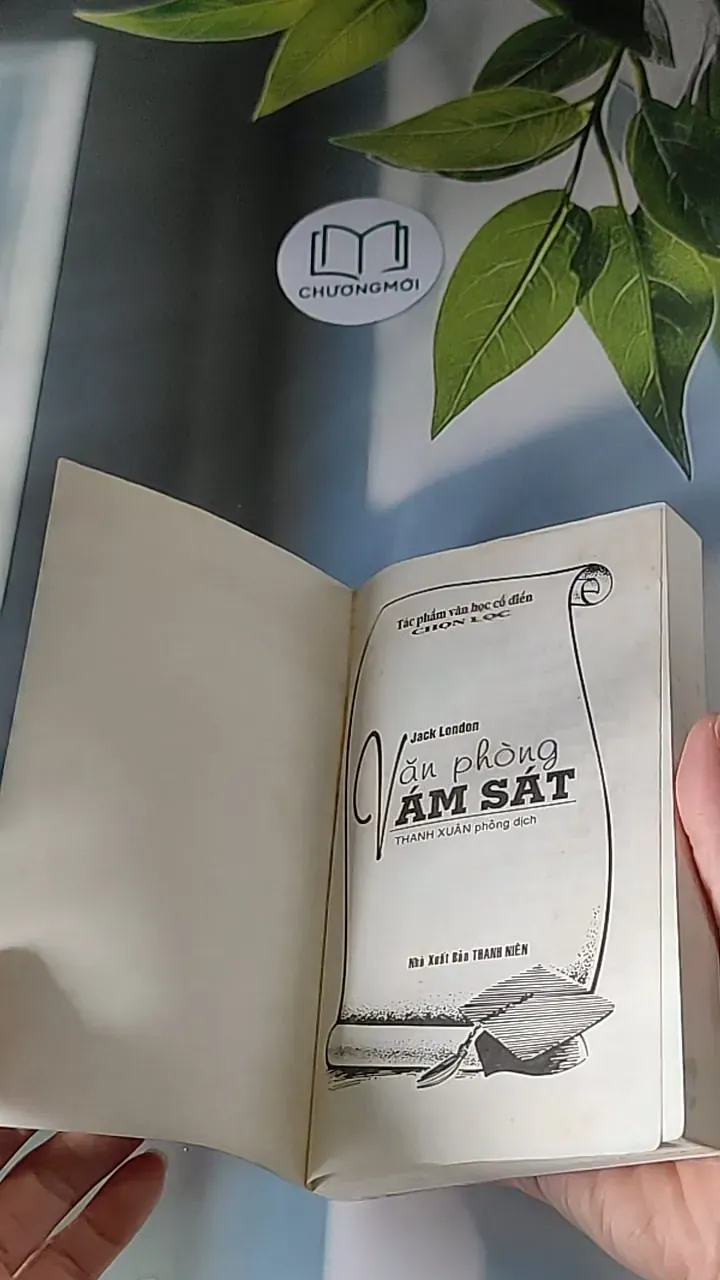 CHƯƠNGMỚI
Tác phẩm văn học cổ điển
CHỌN LỌC
Jack London
Văn phòng
ÁM SÁT
THANH XUÂN phỏng dịch
Nhà Xuất Bản THANH NIÊN